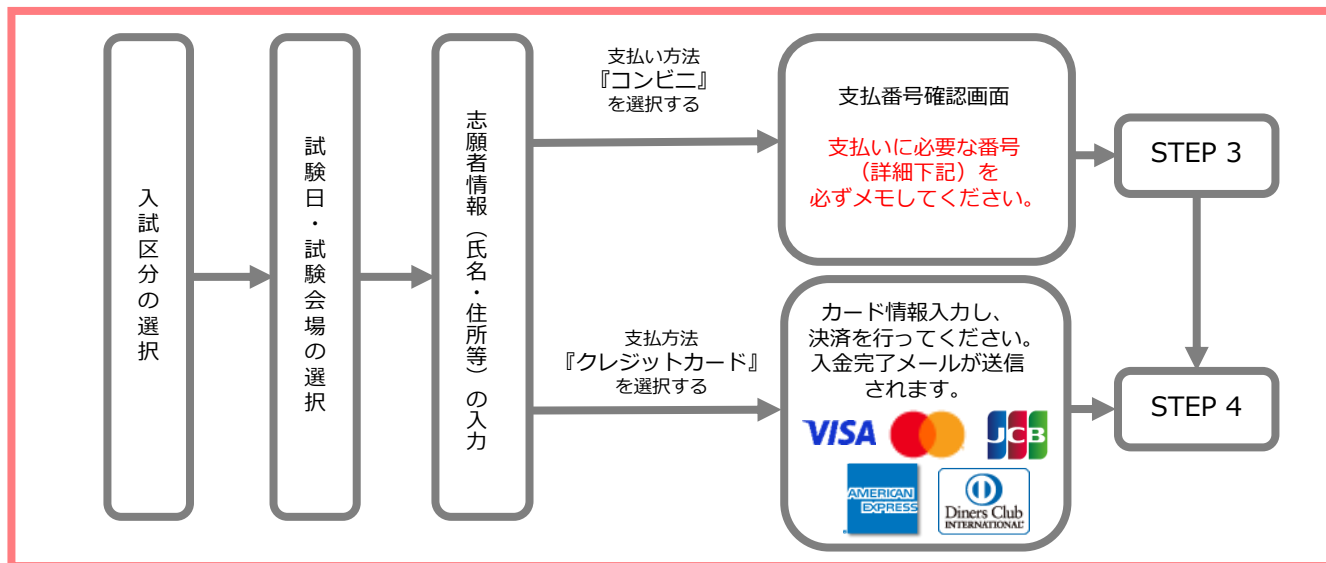 入試区分の選択
試験日・試験会場の選択
志願者情報（氏名・住所等）の入力
支払い方法
『コンビニ』
を選択する
支払番号確認画面
支払いに必要な番号
（詳細下記）を
必ずメモしてください。
STEP 3
支払方法
『クレジットカード』
を選択する
カード情報入力し、
決済を行ってください。
入金完了メールが送信
されます。
VISA
JCB
AMERICAN
EXPRESS
Diners Club
INTERNATIONAL
STEP 4